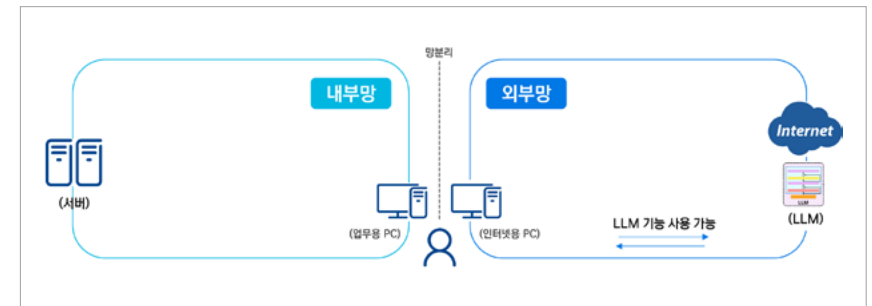 망분리
내부망
외부망
Internet
(서버)
LLM
(LLM)
(업무용 PC)
(인터넷용 PC)
LLM 기능 사용 가능